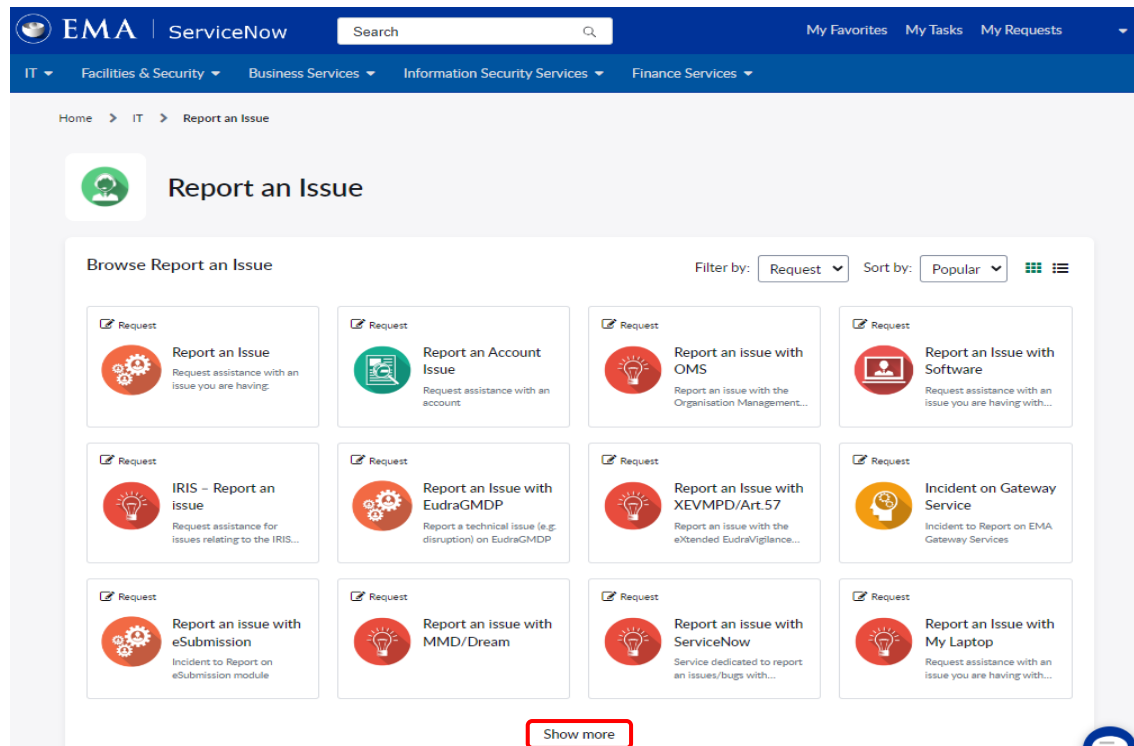 EMA | ServiceNow Search My Favorites My Tasks My Requests
IT Facilities & Security Business Services Information Security Services Finance Services
Home > IT > Report an Issue
Report an Issue
Browse Report an Issue Filter by: Request Sort by: Popular
Request
Report an Issue
Request assistance with an
issue you are having.
Request
Report an Account
Issue
Request assistance with an
account
Request
Report an issue with
OMS
Report an issue with the
Organisation Management...
Request
Report an Issue with
Software
Request assistance with an
issue you are having with...
Request
IRIS – Report an
issue
Request assistance for
issues relating to the IRIS...
Request
Report an Issue with
EudraGMDP
Report a technical issue (e.g.
disruption) on EudraGMDP
Request
Report an Issue with
XEVMPD/Art.57
Report an issue with the
eXtended EudraVigilance...
Request
Incident on Gateway
Service
Incident to Report on EMA
Gateway Services
Request
Report an issue with
eSubmission
Incident to Report on
eSubmission module
Request
Report an issue with
MMD/Dream
Request
Report an issue with
ServiceNow
Service dedicated to report
an issues/bugs with...
Request
Report an Issue with
My Laptop
Request assistance with an
issue you are having with...
Show more